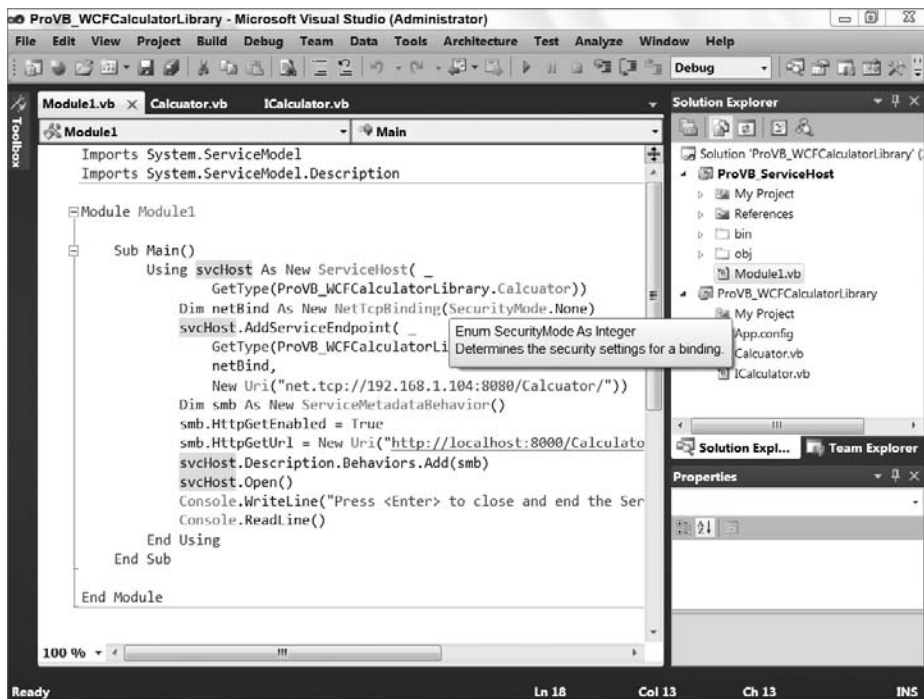 ProVB_WCFCalculatorLibrary - Microsoft Visual Studio (Administrator)
File Edit View Project Build Debug Team Data Tools Architecture Test Analyze Window Help
Debug
Toolbox
Module1.vb Calcuator.vb ICalculator.vb
Module1 Main
Imports System.ServiceModel
Imports System.ServiceModel.Description
Module Module1
Sub Main()
Using svcHost As New ServiceHost( _
GetType(ProVB_WCFCalculatorLibrary.Calcuator))
Dim netBind As New NetTcpBinding(SecurityMode.None)
svcHost.AddServiceEndpoint( _
GetType(ProVB_WCFCalculatorLi
netBind,
New Uri("net.tcp://192.168.1.104:8080/Calcuator/"))
Dim smb As New ServiceMetadataBehavior()
smb.HttpGetEnabled = True
smb.HttpGetUrl = New Uri("http://localhost:8000/Calculato
svcHost.Description.Behaviors.Add(smb)
svcHost.Open()
Console.WriteLine("Press <Enter> to close and end the Ser
Console.ReadLine()
End Using
End Sub
End Module
Enum SecurityMode As Integer
Determines the security settings for a binding.
100 %
Solution Explorer
Solution 'ProVB_WCFCalculatorLibrary' (
ProVB_ServiceHost
My Project
References
bin
obj
Module1.vb
ProVB_WCFCalculatorLibrary
My Project
App.config
Calcuator.vb
ICalculator.vb
Solution Expl... Team Explorer
Properties
Ready Ln 18 Col 13 Ch 13 INS